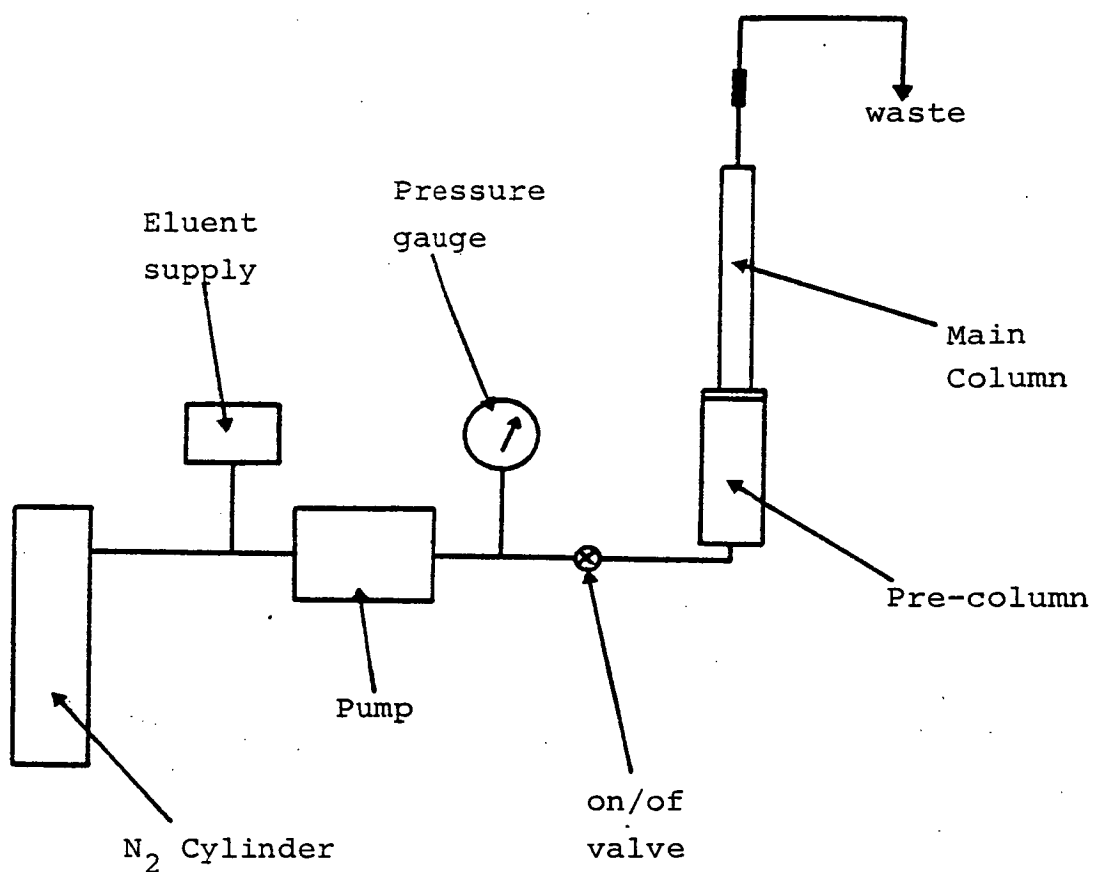 waste
Pressure
gauge
Eluent
supply
Main
Column
Pre-column
Pump
on/of
valve
N₂ Cylinder